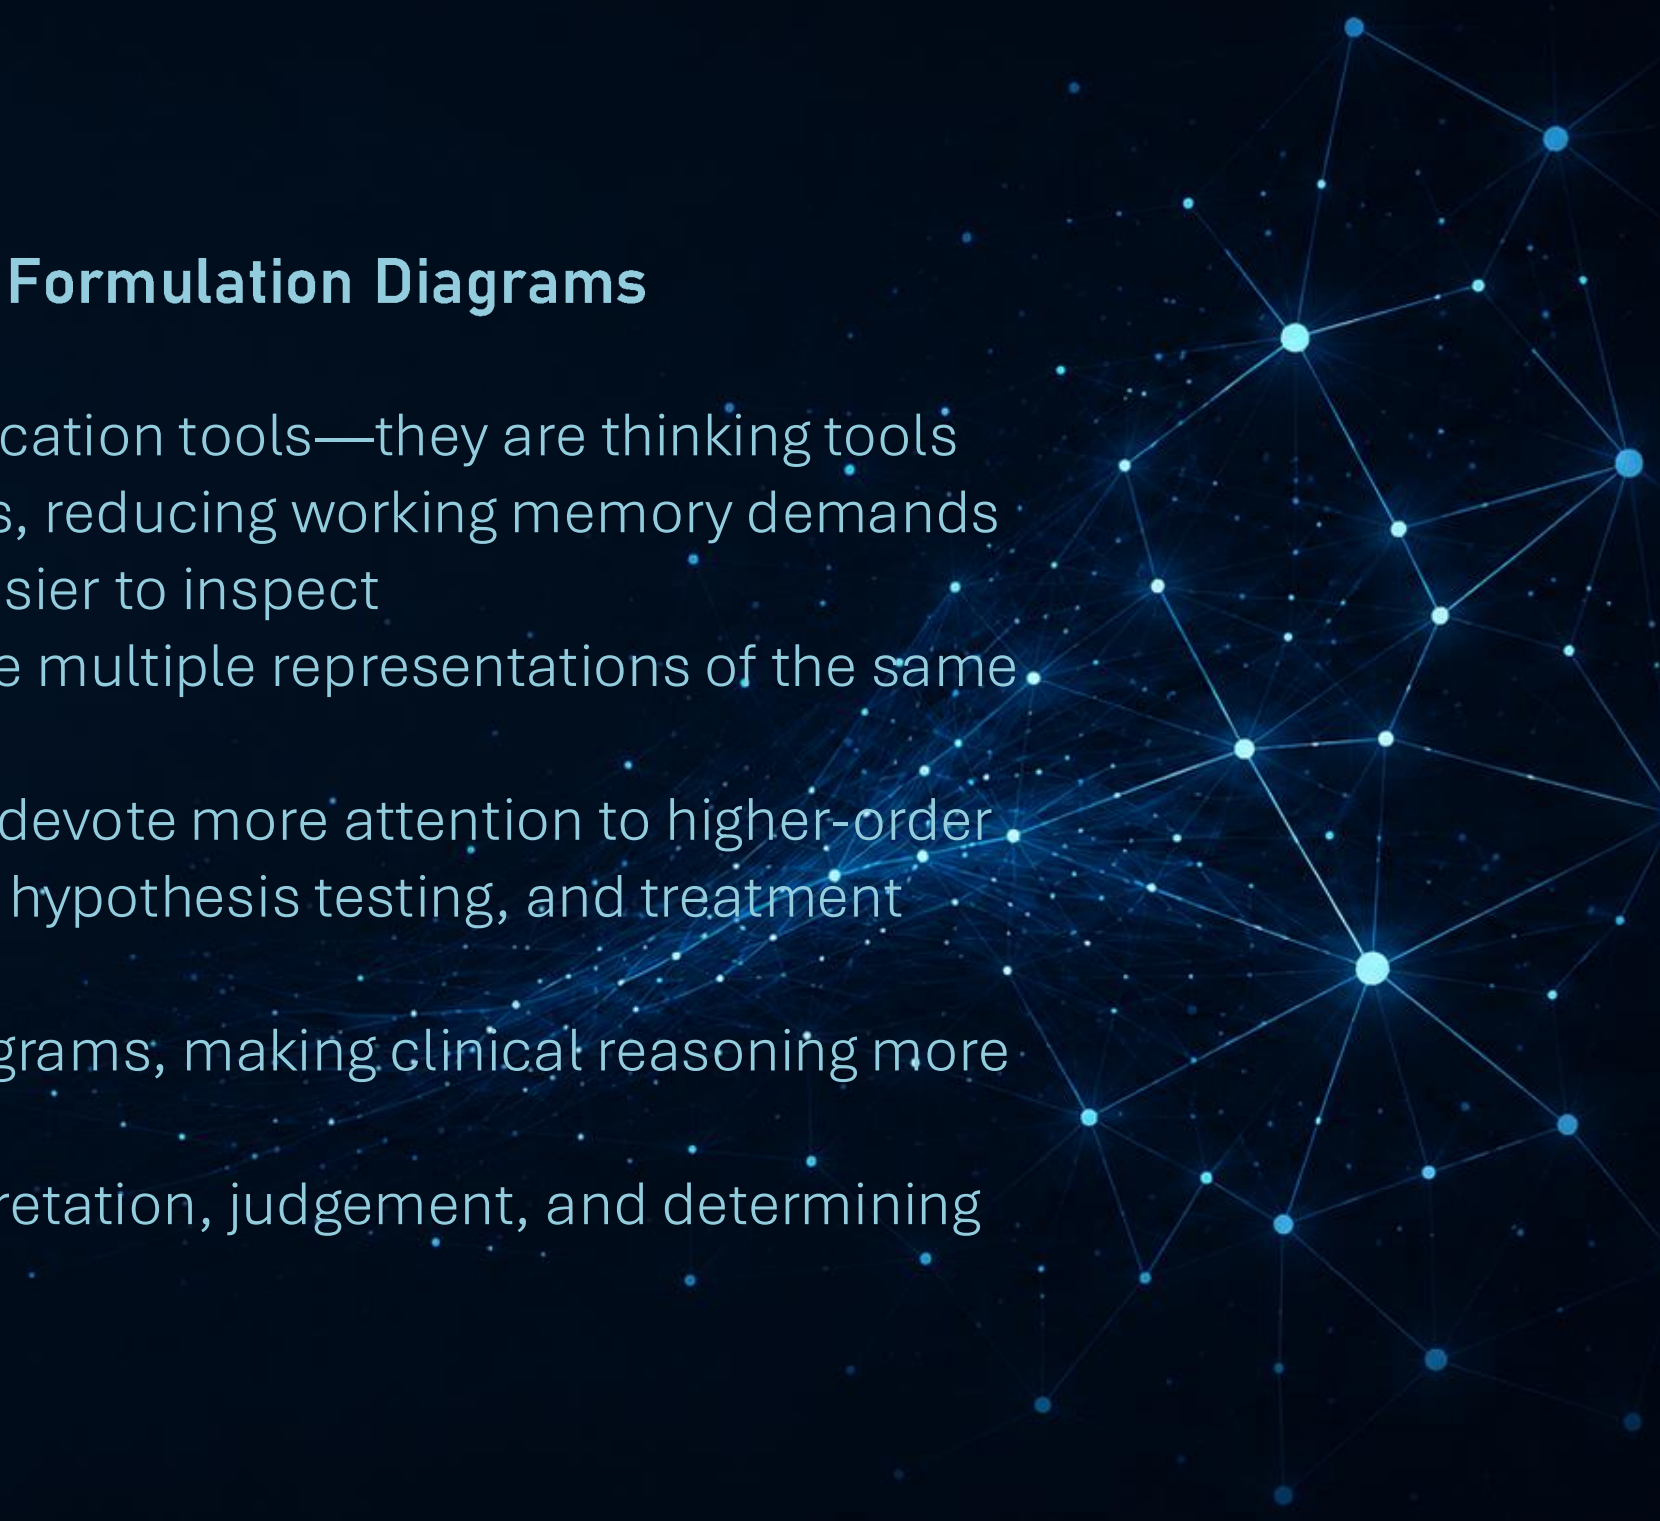 Formulation Diagrams
cation tools—they are thinking tools
s, reducing working memory demands
sier to inspect
e multiple representations of the same
devote more attention to higher-order
hypothesis testing, and treatment
grams, making clinical reasoning more
retation, judgement, and determining